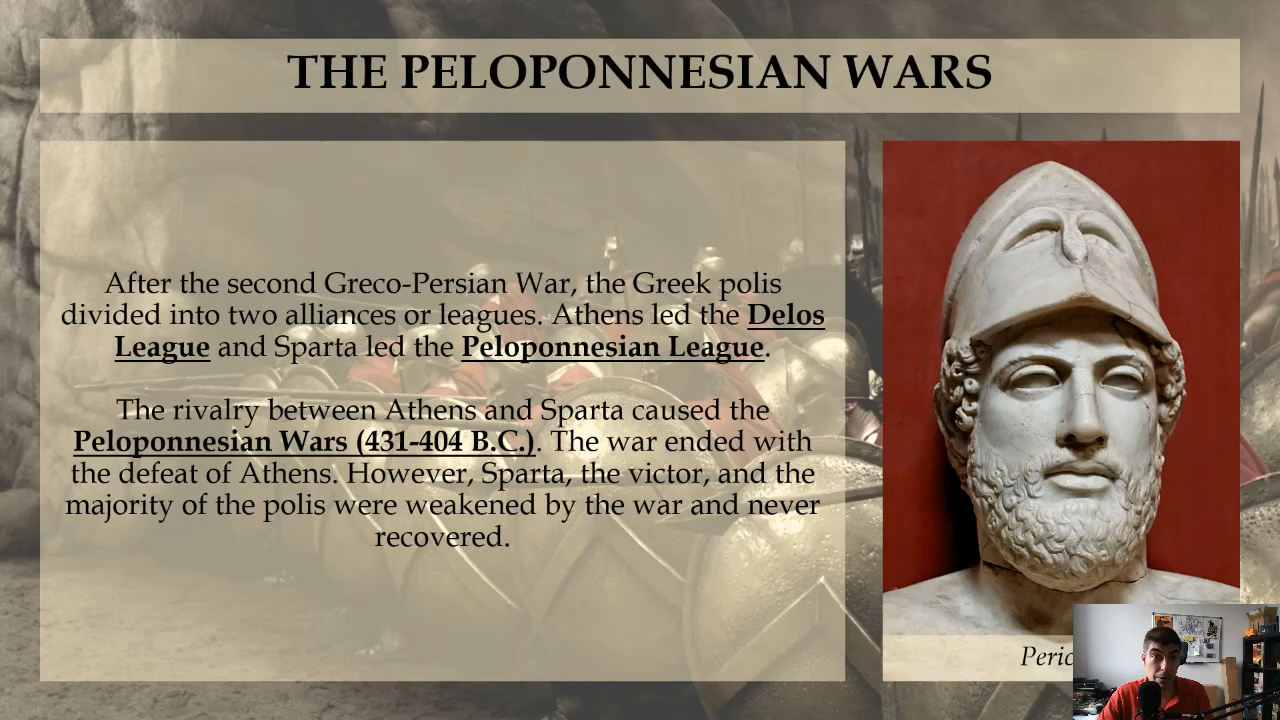 THE PELOPONNESIAN WARS
After the second Greco-Persian War, the Greek polis
divided into two alliances or leagues. Athens led the Delos
League and Sparta led the Peloponnesian League.
The rivalry between Athens and Sparta caused the
Peloponnesian Wars (431-404 B.C.). The war ended with
the defeat of Athens. However, Sparta, the victor, and the
majority of the polis were weakened by the war and never
recovered.